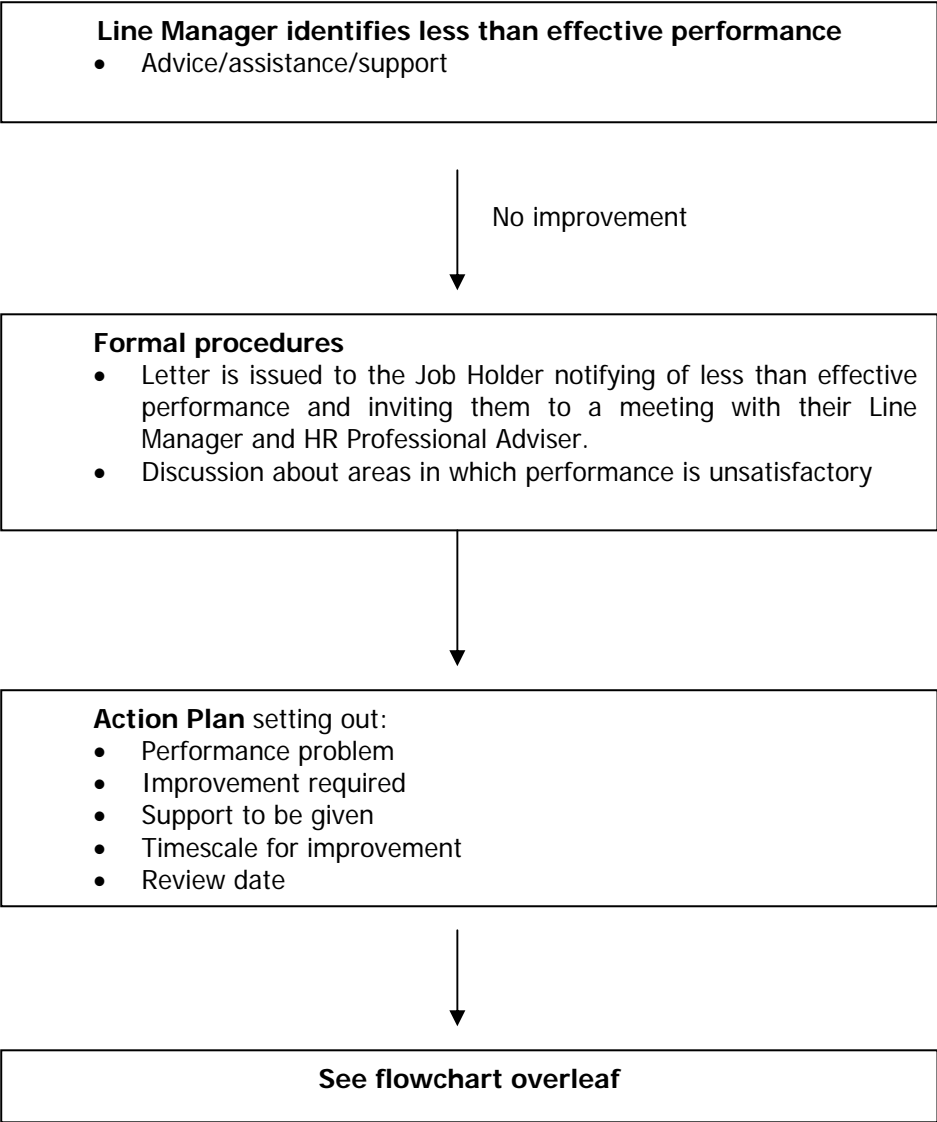 Line Manager identifies less than effective performance
• Advice/assistance/support
No improvement
Formal procedures
• Letter is issued to the Job Holder notifying of less than effective
performance and inviting them to a meeting with their Line
Manager and HR Professional Adviser.
• Discussion about areas in which performance is unsatisfactory
Action Plan setting out:
• Performance problem
• Improvement required
• Support to be given
• Timescale for improvement
• Review date
See flowchart overleaf